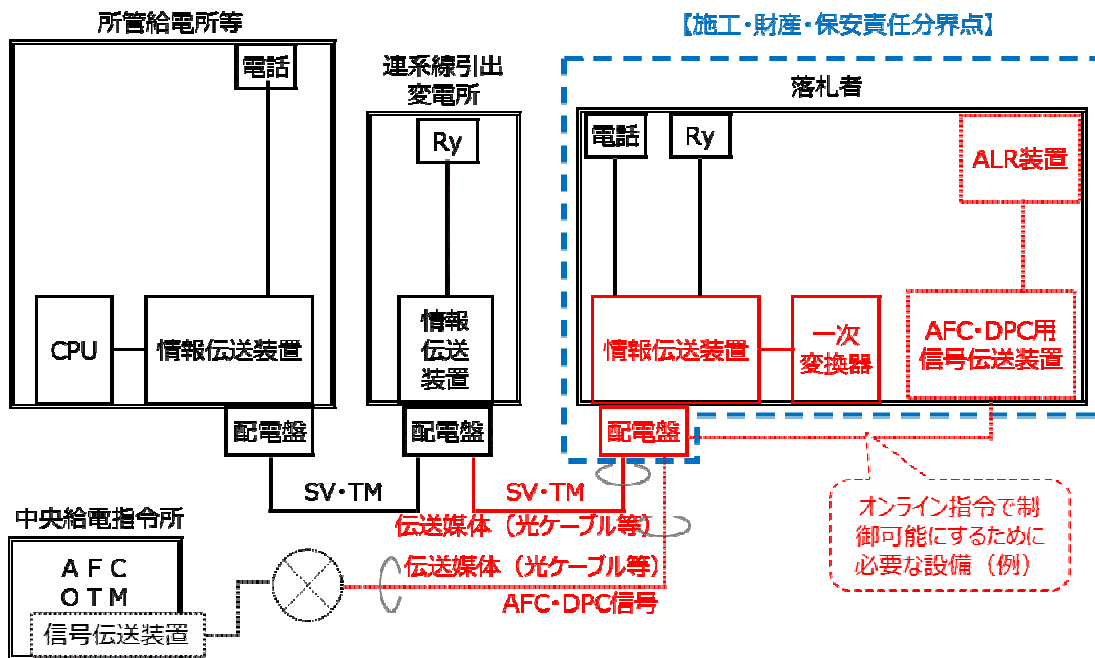 所管給電所等
電話
CPU
情報伝送装置
配電盤
連系線引出
変電所
Ry
情報
伝送
装置
配電盤
【施工・財産・保安責任分界点】
落札者
電話
Ry
ALR装置
情報伝送装置
一次
変換器
AFC・DPC用
信号伝送装置
配電盤
SV・TM
SV・TM
伝送媒体（光ケーブル等）
伝送媒体（光ケーブル等）
AFC・DPC信号
オンライン指令で制
御可能にするために
必要な設備（例）
中央給電指令所
AFC
OTM
信号伝送装置